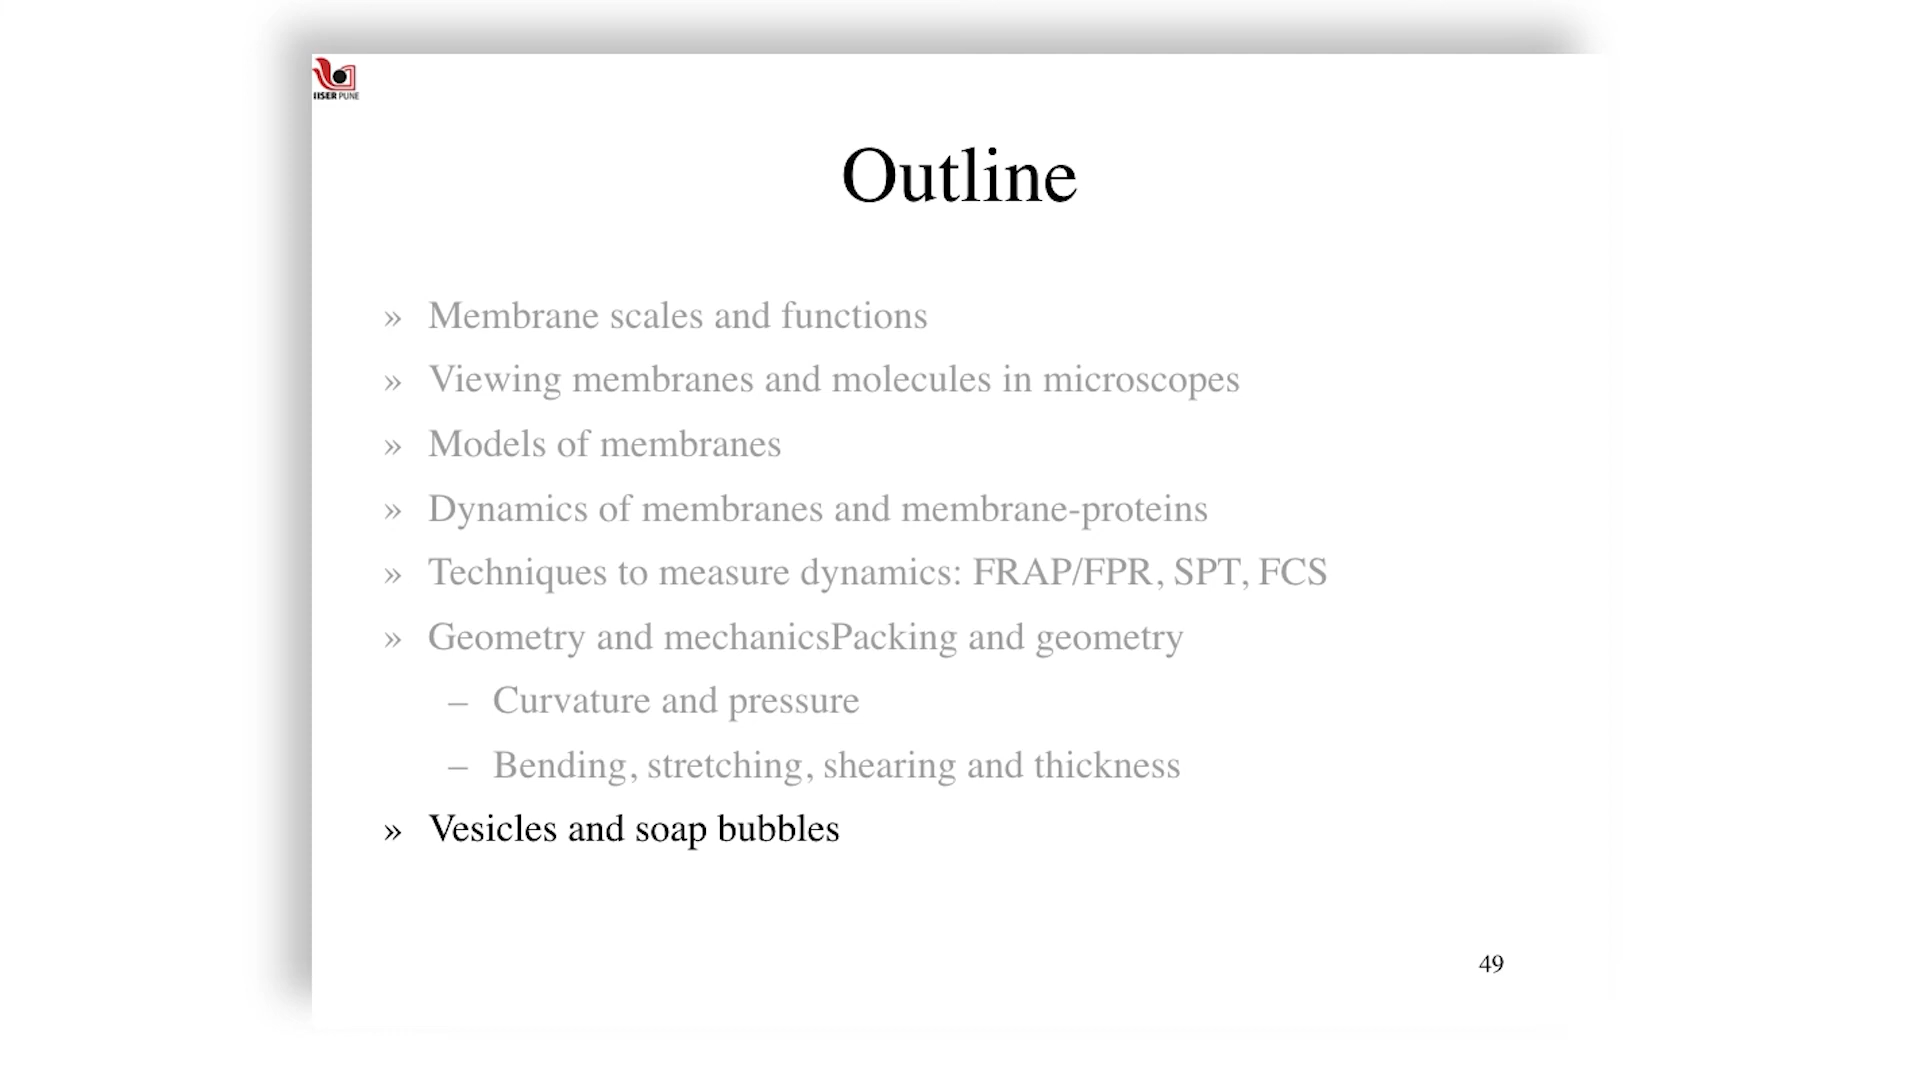 IISER PUNE
Outline
» Membrane scales and functions
» Viewing membranes and molecules in microscopes
» Models of membranes
» Dynamics of membranes and membrane-proteins
» Techniques to measure dynamics: FRAP/FPR, SPT, FCS
» Geometry and mechanicsPacking and geometry
– Curvature and pressure
– Bending, stretching, shearing and thickness
» Vesicles and soap bubbles
49